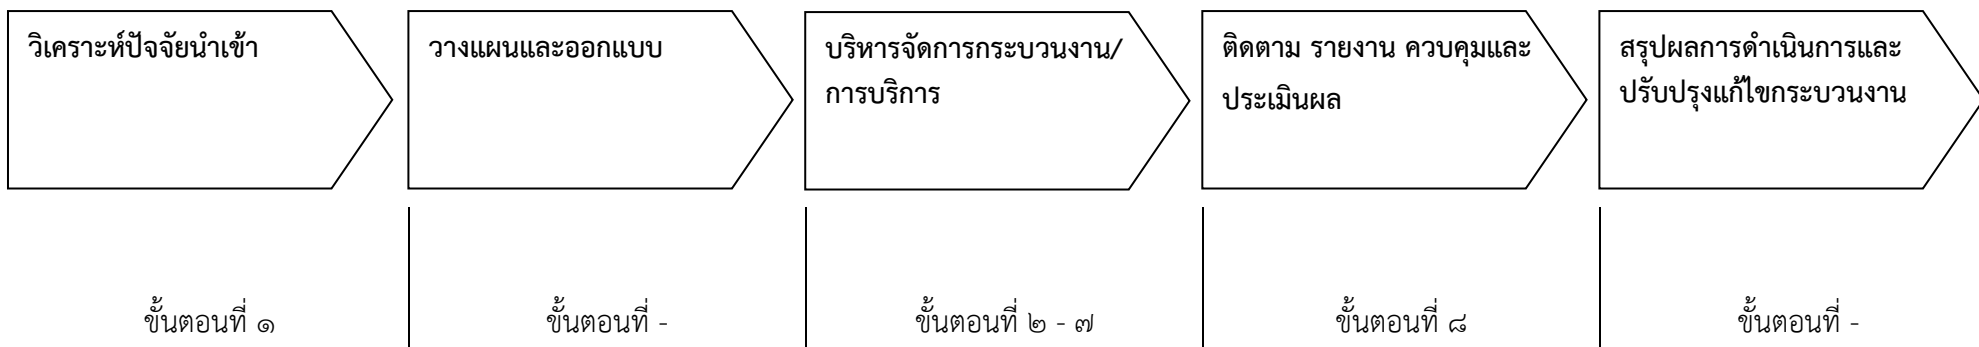 วิเคราะห์ปัจจัยนำเข้า
วางแผนและออกแบบ
บริหารจัดการกระบวนงาน/
การบริการ
ติดตาม รายงาน ควบคุมและ
ประเมินผล
สรุปผลการดำเนินการและ
ปรับปรุงแก้ไขกระบวนงาน
ขั้นตอนที่ ๑
ขั้นตอนที่ -
ขั้นตอนที่ ๒ - ๗
ขั้นตอนที่ ๘
ขั้นตอนที่ -